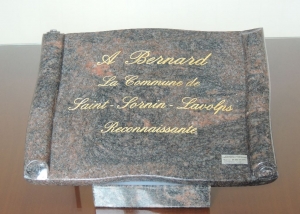 A Bernard
La Commune de
Saint - Sornin - Lavolps
Reconnaissante